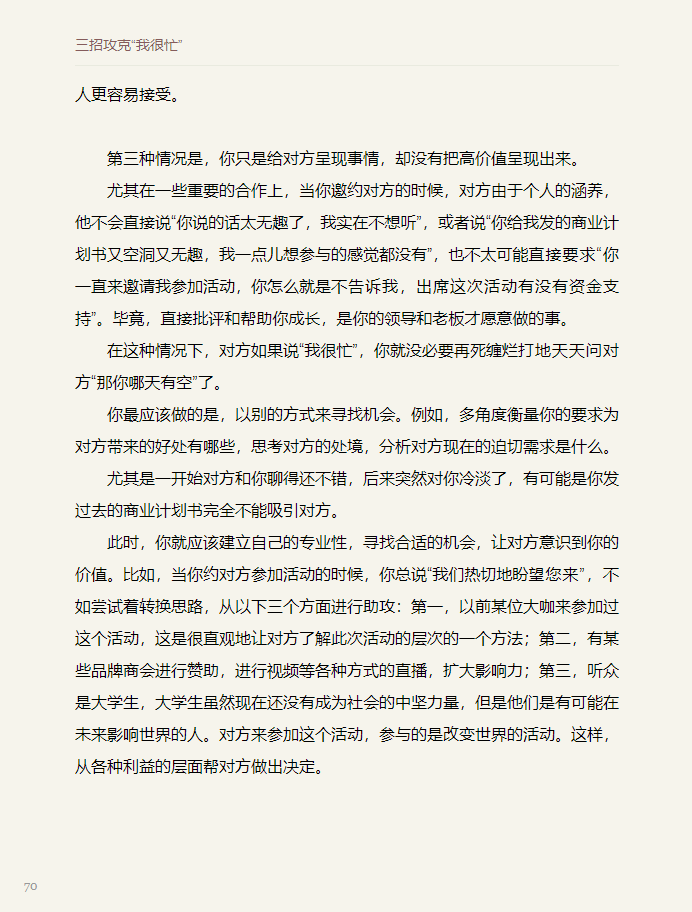 三招攻克“我很忙”
人更容易接受。
第三种情况是，你只是给对方呈现事情，却没有把高价值呈现出来。
尤其在一些重要的合作上，当你邀约对方的时候，对方由于个人的涵养，
他不会直接说“你说的话太无趣了，我实在不想听”，或者说“你给我发的商业计
划书又空洞又无趣，我一点儿想参与的感觉都没有”，也不太可能直接要求“你
一直来邀请我参加活动，你怎么就是不告诉我，出席这次活动有没有资金支
持”。毕竟，直接批评和帮助你成长，是你的领导和老板才愿意做的事。
在这种情况下，对方如果说“我很忙”，你就没必要再死缠烂打地天天问对
方“那你哪天有空”了。
你最应该做的是，以别的方式来寻找机会。例如，多角度衡量你的要求为
对方带来的好处有哪些，思考对方的处境，分析对方现在的迫切需求是什么。
尤其是一开始对方和你聊得还不错，后来突然对你冷淡了，有可能是你发
过去的商业计划书完全不能吸引对方。
此时，你就应该建立自己的专业性，寻找合适的机会，让对方意识到你的
价值。比如，当你约对方参加活动的时候，你总说“我们热切地盼望您来”，不
如尝试着转换思路，从以下三个方面进行助攻：第一，以前某位大咖来参加过
这个活动，这是很直观地让对方了解此次活动的层次的一个方法；第二，有某
些品牌商会进行赞助，进行视频等各种方式的直播，扩大影响力；第三，听众
是大学生，大学生虽然现在还没有成为社会的中坚力量，但是他们是有可能在
未来影响世界的人。对方来参加这个活动，参与的是改变世界的活动。这样，
从各种利益的层面帮对方做出决定。
70